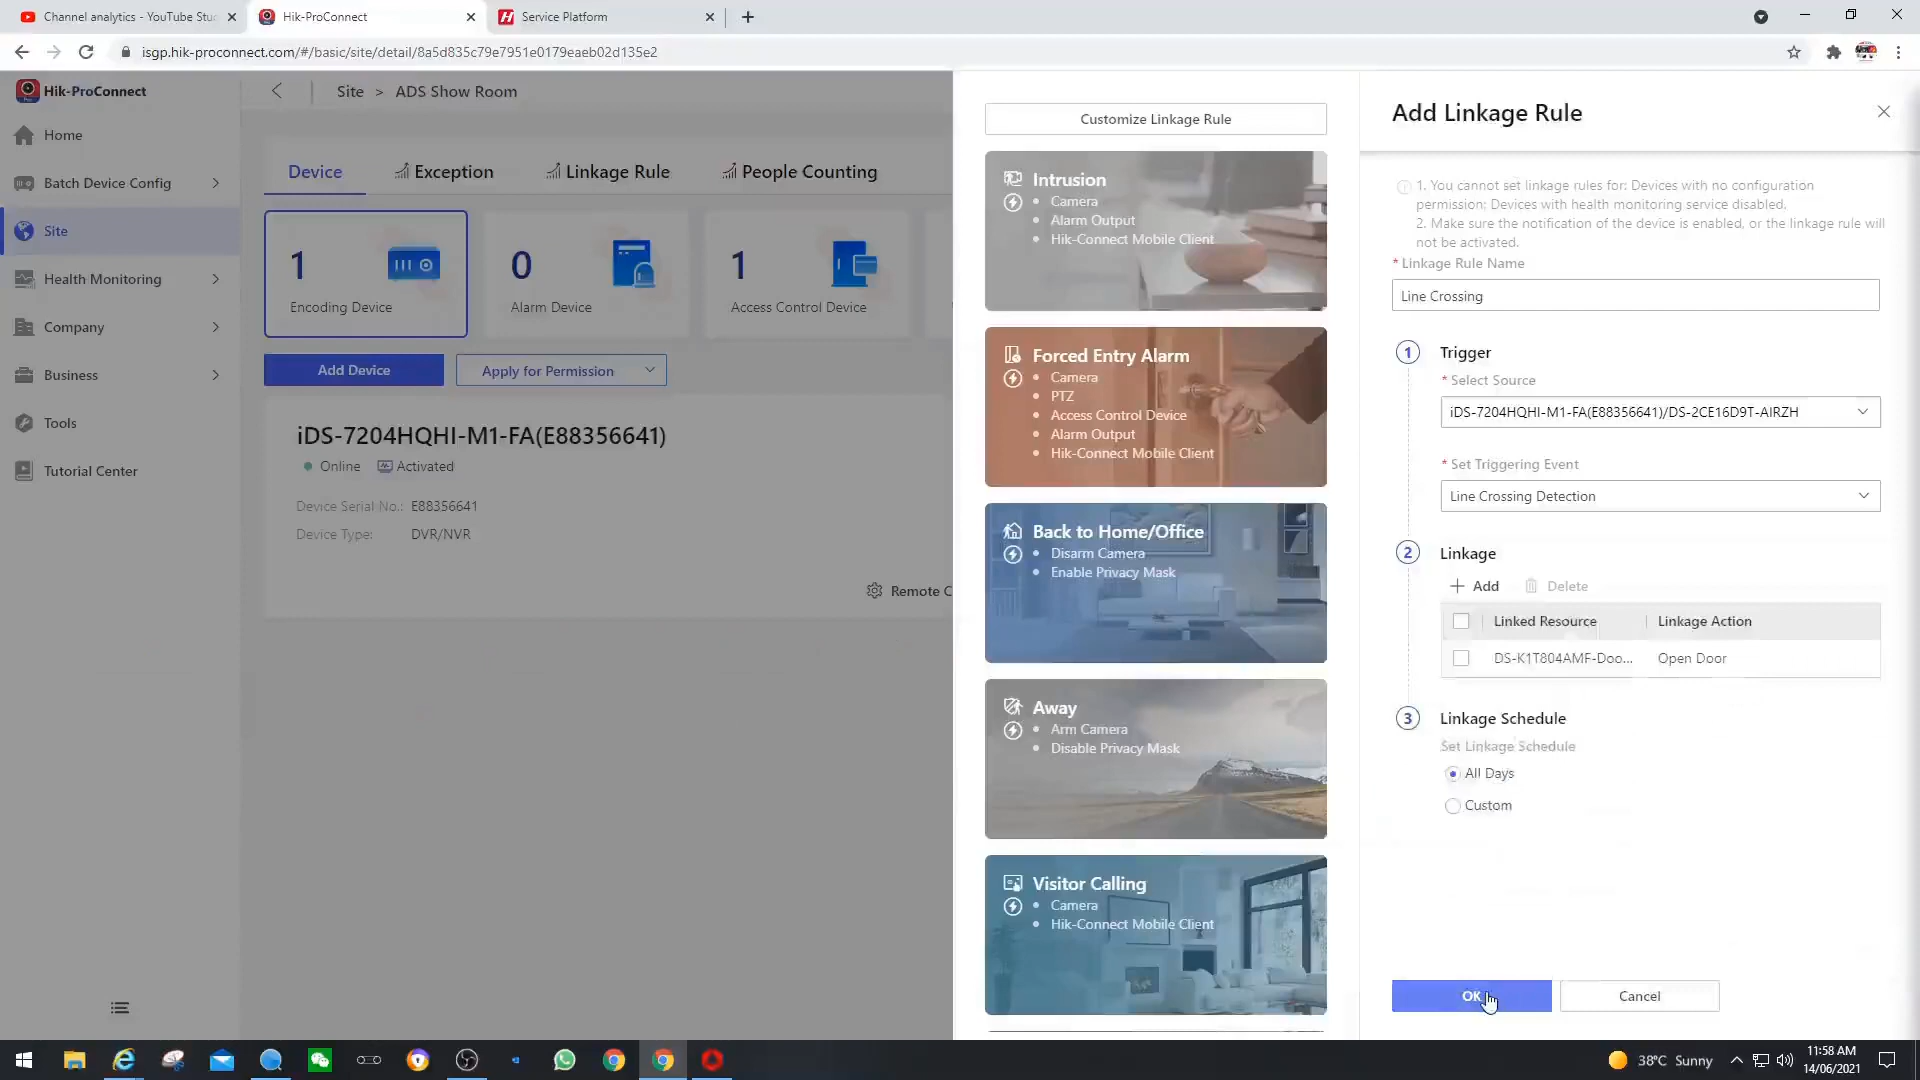 Channel analytics - YouTube Stu
Hik-ProConnect
Service Platform
isgp.hik-proconnect.com/#/basic/site/detail/8a5d835c79e7951e0179eaeb02d135e2
Hik-ProConnect
Home
Batch Device Config
Site
Health Monitoring
Company
Business
Tools
Tutorial Center
Site > ADS Show Room
Device
Exception
Linkage Rule
People Counting
1
Encoding Device
0
Alarm Device
1
Access Control Device
Add Device
Apply for Permission
iDS-7204HQHI-M1-FA(E88356641)
Online
Activated
Device Serial No.: E88356641
Device Type: DVR/NVR
Remote C
Customize Linkage Rule
Intrusion
• Camera
• Alarm Output
• Hik-Connect Mobile Client
Forced Entry Alarm
• Camera
• PTZ
• Access Control Device
• Alarm Output
• Hik-Connect Mobile Client
Back to Home/Office
• Disarm Camera
• Enable Privacy Mask
Away
• Arm Camera
• Disable Privacy Mask
Visitor Calling
• Camera
• Hik-Connect Mobile Client
Add Linkage Rule
1. You cannot set linkage rules for: Devices with no configuration
permission; Devices with health monitoring service disabled.
2. Make sure the notification of the device is enabled, or the linkage rule will
not be activated.
* Linkage Rule Name
Line Crossing
1 Trigger
* Select Source
iDS-7204HQHI-M1-FA(E88356641)/DS-2CE16D9T-AIRZH
* Set Triggering Event
Line Crossing Detection
2 Linkage
+ Add
Delete
Linked Resource
Linkage Action
DS-K1T804AMF-Doo...
Open Door
3 Linkage Schedule
Set Linkage Schedule
All Days
Custom
OK
Cancel
38°C Sunny
11:58 AM
14/06/2021